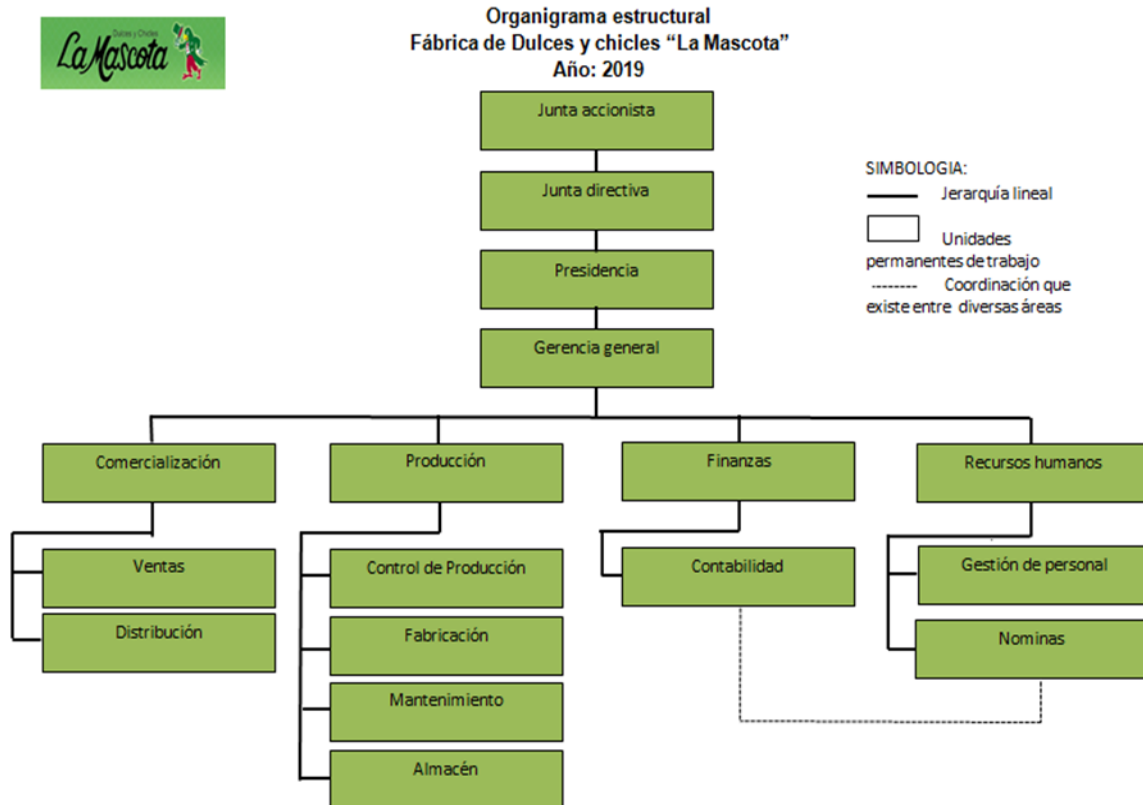 Organigrama estructural
Fábrica de Dulces y chicles “La Mascota”
Año: 2019
Dulces y Chicles
La Mascota
Junta accionista
Junta directiva
Presidencia
Gerencia general
SIMBOLOGIA:
Jerarquía lineal
Unidades
permanentes de trabajo
Coordinación que
existe entre diversas áreas
Comercialización
Producción
Finanzas
Recursos humanos
Ventas
Distribución
Control de Producción
Fabricación
Mantenimiento
Almacén
Contabilidad
Gestión de personal
Nominas